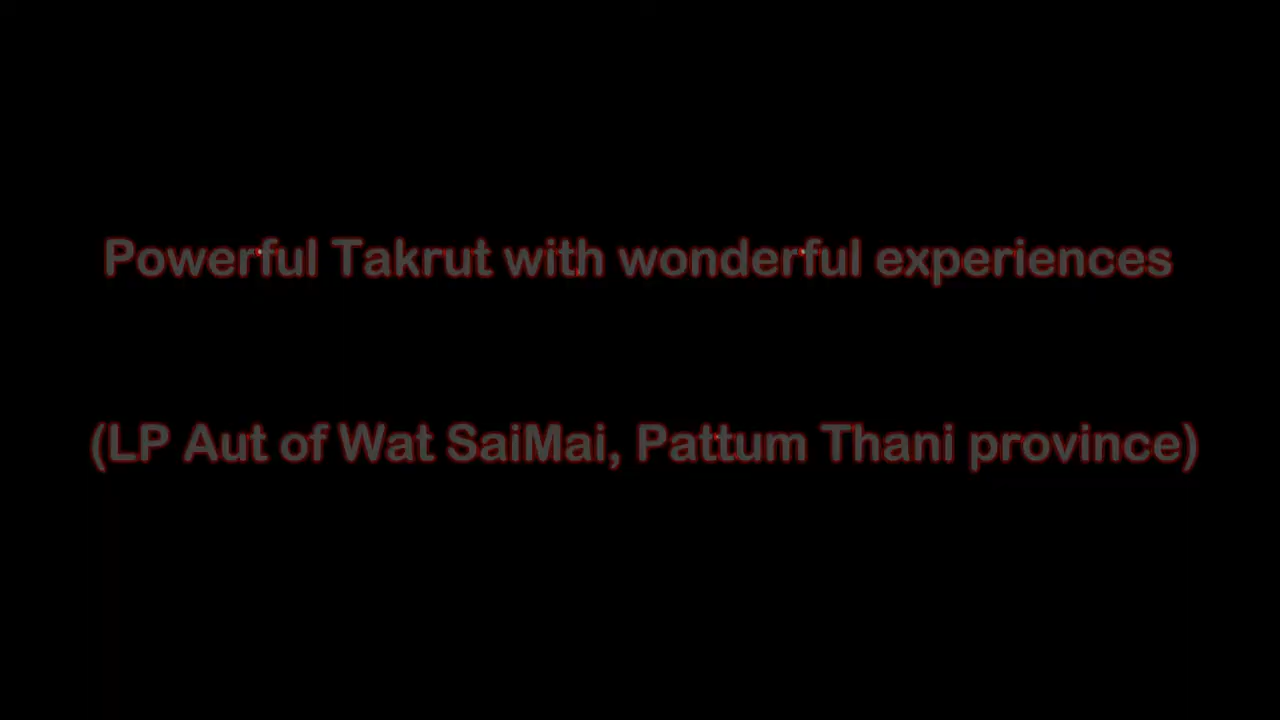 Powerful Takrut with wonderful experiences
(LP Aut of Wat SaiMai, Pattum Thani province)